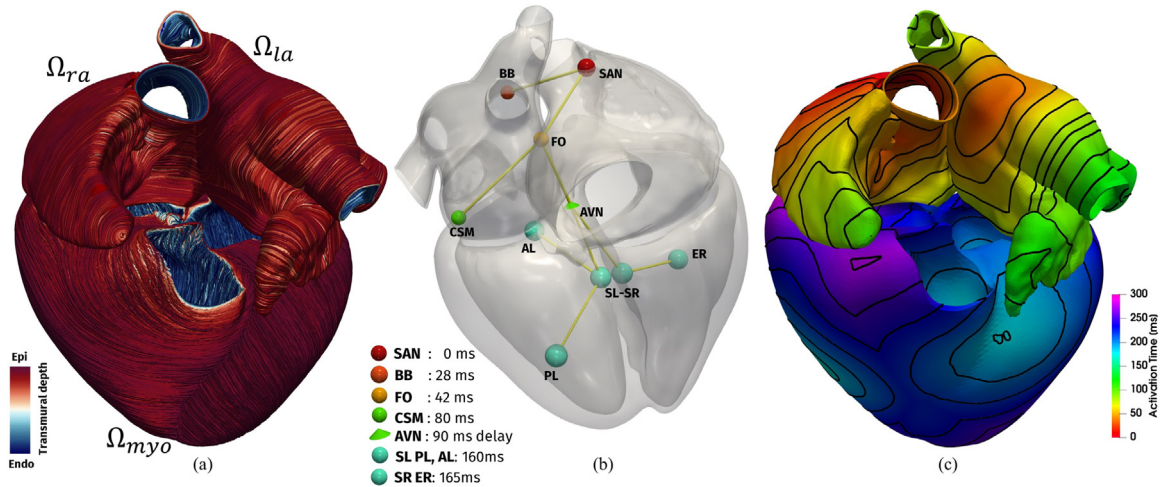 Ωra
Ωla
Epi
Transmural depth
Endo
Ωmyo
(a)
BB
SAN
FO
CSM
AVN
AL
ER
SL-SR
PL
SAN : 0 ms
BB : 28 ms
FO : 42 ms
CSM : 80 ms
AVN : 90 ms delay
SL PL, AL: 160ms
SR ER: 165ms
(b)
300
250
200
150
100
50
0
Activation Time (ms)
(c)